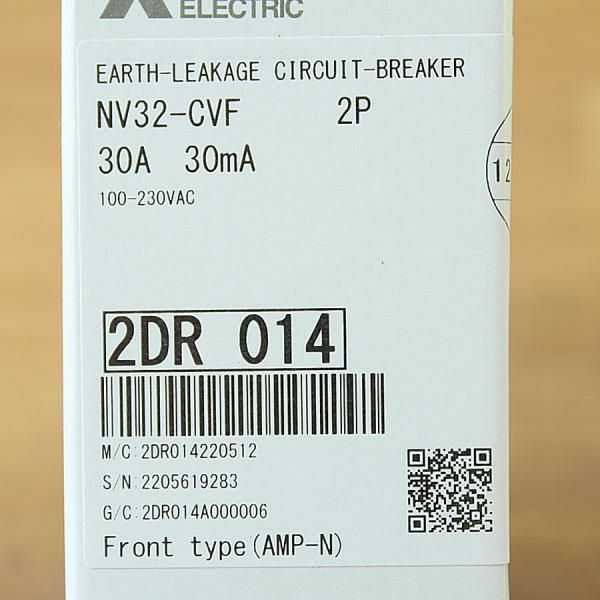 ELECTRIC
EARTH-LEAKAGE CIRCUIT-BREAKER
NV32-CVF 2P
30A 30mA
100-230VAC
12
2DR 014
M/C:2DR014220512
S/N:2205619283
G/C:2DR014A000006
Front type(AMP-N)